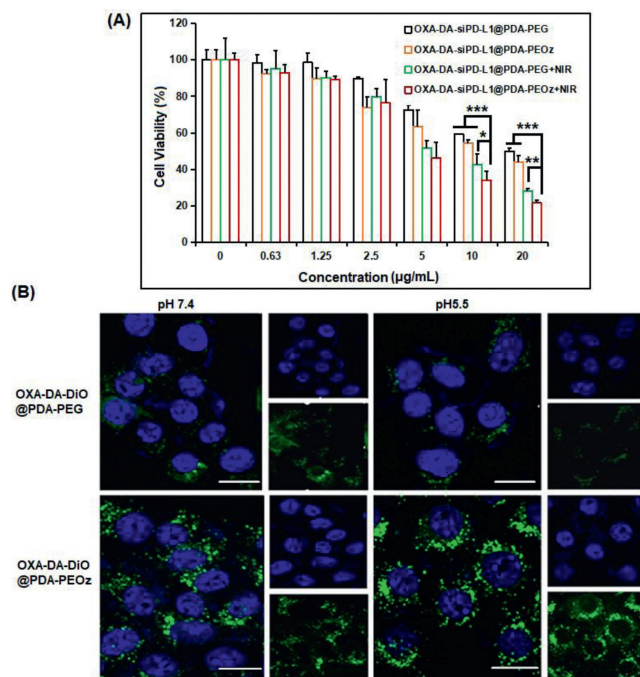 (A)
Cell Viability (%)
120
100
80
60
40
20
0
OXA-DA-siPD-L1@PDA-PEG
OXA-DA-siPD-L1@PDA-PEOz
OXA-DA-siPD-L1@PDA-PEG+NIR
OXA-DA-siPD-L1@PDA-PEOz+NIR
***
*
***
**
0 0.63 1.25 2.5 5 10 20
Concentration (µg/mL)
(B)
pH 7.4 pH5.5
OXA-DA-DiO
@PDA-PEG
OXA-DA-DiO
@PDA-PEOz